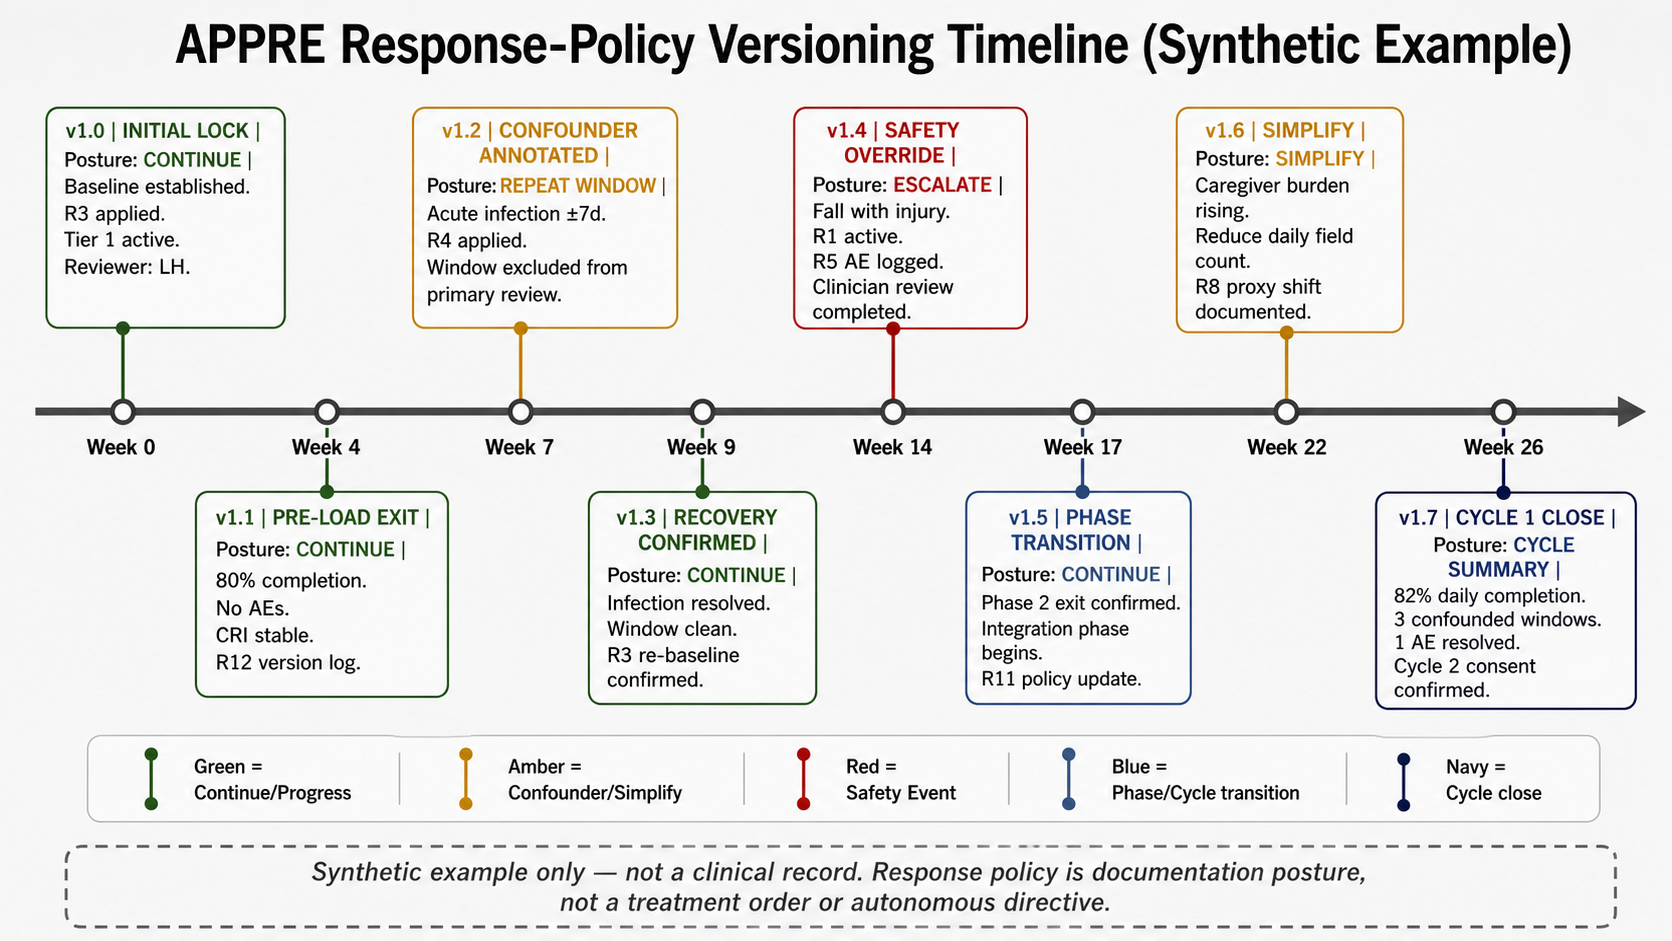 APPRE Response-Policy Versioning Timeline (Synthetic Example)
v1.0 | INITIAL LOCK |
Posture: CONTINUE |
Baseline established.
R3 applied.
Tier 1 active.
Reviewer: LH.
v1.2 | CONFOUNDER
ANNOTATED |
Posture: REPEAT WINDOW |
Acute infection ±7d.
R4 applied.
Window excluded from
primary review.
v1.4 | SAFETY
OVERRIDE |
Posture: ESCALATE |
Fall with injury.
R1 active.
R5 AE logged.
Clinician review
completed.
v1.6 | SIMPLIFY |
Posture: SIMPLIFY |
Caregiver burden
rising.
Reduce daily field
count.
R8 proxy shift
documented.
Week 0
Week 4
Week 7
Week 9
Week 14
Week 17
Week 22
Week 26
v1.1 | PRE-LOAD EXIT |
Posture: CONTINUE |
80% completion.
No AEs.
CRI stable.
R12 version log.
v1.3 | RECOVERY
CONFIRMED |
Posture: CONTINUE |
Infection resolved.
Window clean.
R3 re-baseline
confirmed.
v1.5 | PHASE
TRANSITION |
Posture: CONTINUE |
Phase 2 exit confirmed.
Integration phase
begins.
R11 policy update.
v1.7 | CYCLE 1 CLOSE |
Posture: CYCLE
SUMMARY |
82% daily completion.
3 confounded windows.
1 AE resolved.
Cycle 2 consent
confirmed.
Green =
Continue/Progress
Amber =
Confounder/Simplify
Red =
Safety Event
Blue =
Phase/Cycle transition
Navy =
Cycle close
Synthetic example only — not a clinical record. Response policy is documentation posture,
not a treatment order or autonomous directive.